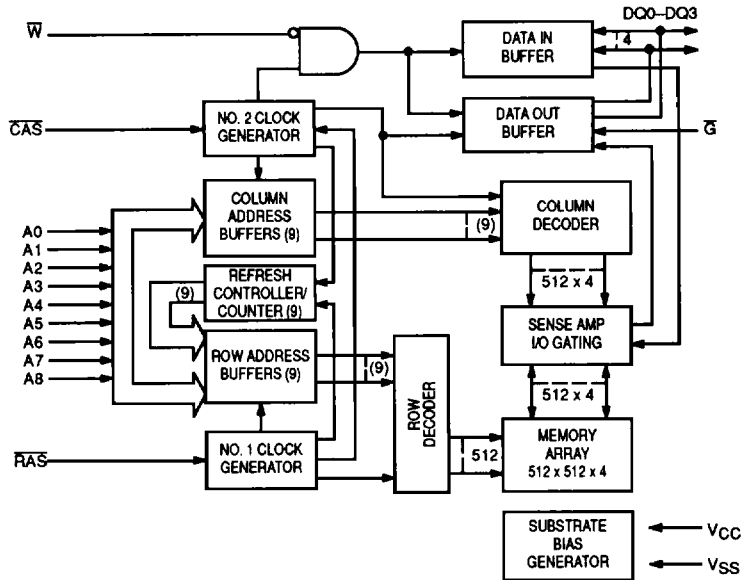 W
DQ0–DQ3
DATA IN
BUFFER
4
CAS
NO. 2 CLOCK
GENERATOR
DATA OUT
BUFFER
G
A0
A1
A2
A3
A4
A5
A6
A7
A8
COLUMN
ADDRESS
BUFFERS (9)
(9)
COLUMN
DECODER
(9)
REFRESH
CONTROLLER/
COUNTER (9)
512 x 4
SENSE AMP
I/O GATING
ROW ADDRESS
BUFFERS (9)
(9)
ROW
DECODER
512 x 4
RAS
NO. 1 CLOCK
GENERATOR
512
MEMORY
ARRAY
512 x 512 x 4
SUBSTRATE
BIAS
GENERATOR
VCC
VSS